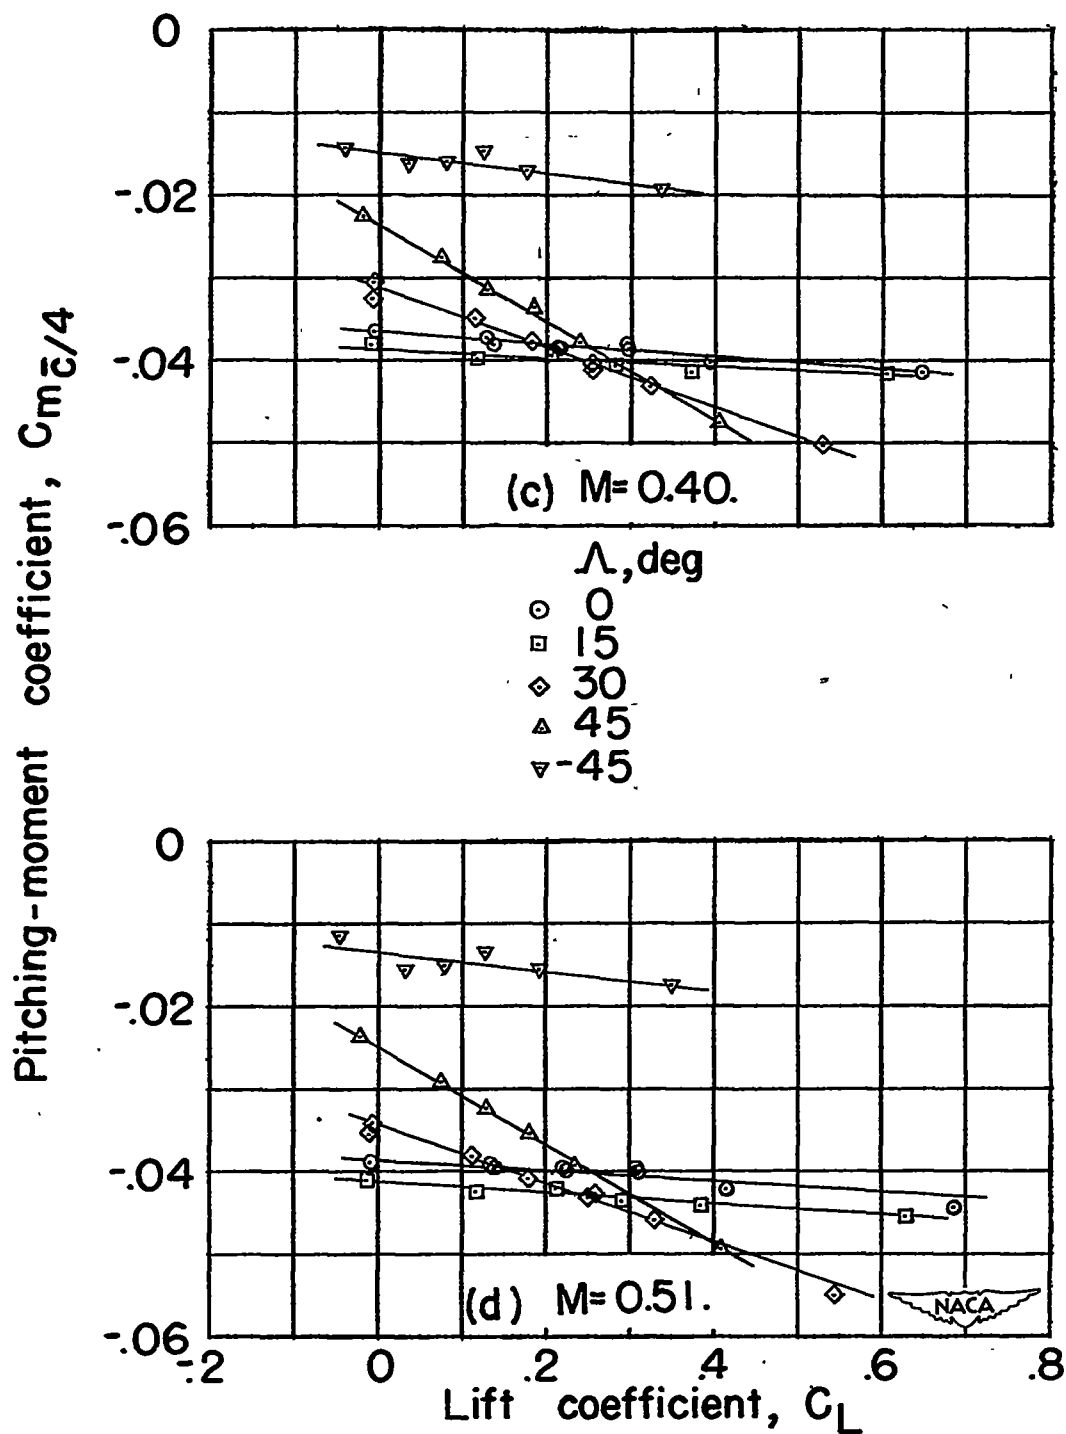 0
-.02
-.04
-.06
Pitching-moment coefficient, Cm c̄/4
(c) M=0.40.
Λ, deg
0
15
30
45
-45
0
-.02
-.04
-.06
(d) M=0.51.
NACA
-.2 0 .2 .4 .6 .8
Lift coefficient, CL